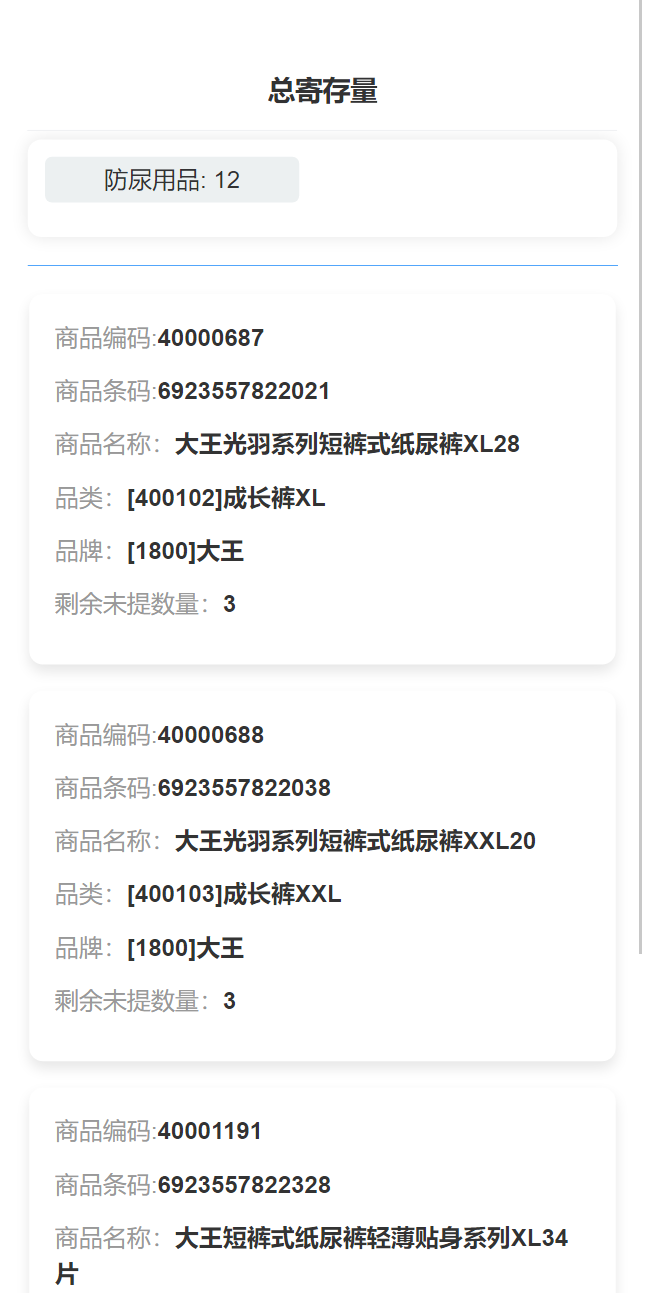 总寄存量
防尿用品: 12
商品编码:40000687
商品条码:6923557822021
商品名称：大王光羽系列短裤式纸尿裤XL28
品类：[400102]成长裤XL
品牌：[1800]大王
剩余未提数量：3
商品编码:40000688
商品条码:6923557822038
商品名称：大王光羽系列短裤式纸尿裤XXL20
品类：[400103]成长裤XXL
品牌：[1800]大王
剩余未提数量：3
商品编码:40001191
商品条码:6923557822328
商品名称：大王短裤式纸尿裤轻薄贴身系列XL34
片